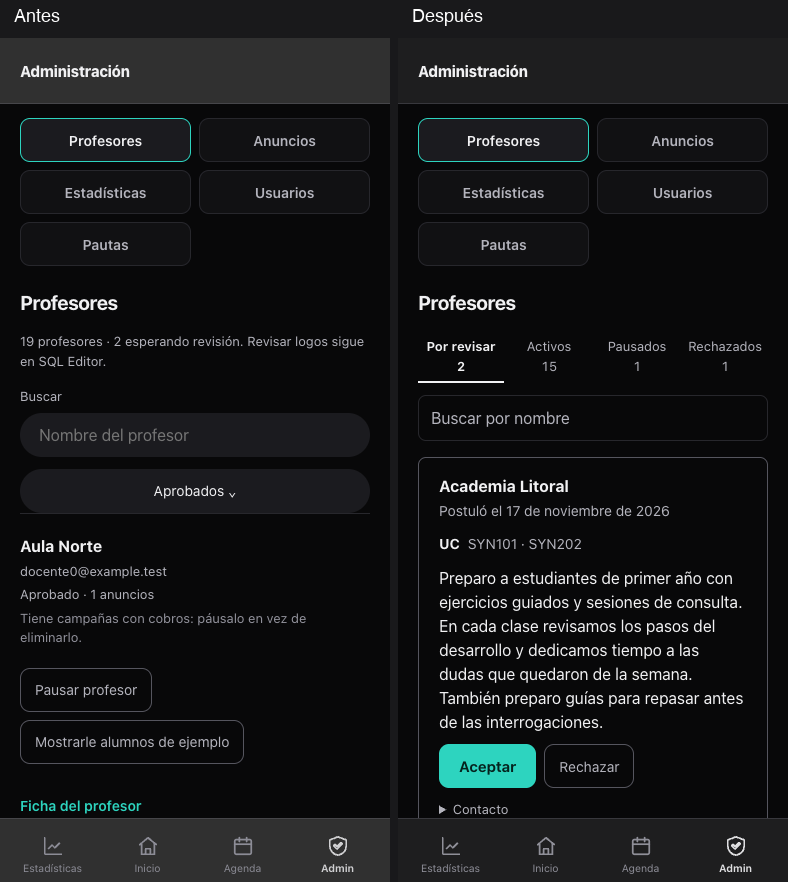 Antes
Administración
Profesores
Anuncios
Estadísticas
Usuarios
Pautas
Profesores
19 profesores · 2 esperando revisión. Revisar logos sigue
en SQL Editor.
Buscar
Nombre del profesor
Aprobados
Aula Norte
docente0@example.test
Aprobado · 1 anuncios
Tiene campañas con cobros: páusalo en vez de
eliminarlo.
Pausar profesor
Mostrarle alumnos de ejemplo
Ficha del profesor
Estadísticas
Inicio
Agenda
Admin
Después
Administración
Profesores
Anuncios
Estadísticas
Usuarios
Pautas
Profesores
Por revisar
2
Activos
15
Pausados
1
Rechazados
1
Buscar por nombre
Academia Litoral
Postuló el 17 de noviembre de 2026
UC SYN101 · SYN202
Preparo a estudiantes de primer año con
ejercicios guiados y sesiones de consulta.
En cada clase revisamos los pasos del
desarrollo y dedicamos tiempo a las
dudas que quedaron de la semana.
También preparo guías para repasar antes
de las interrogaciones.
Aceptar
Rechazar
Contacto
Estadísticas
Inicio
Agenda
Admin